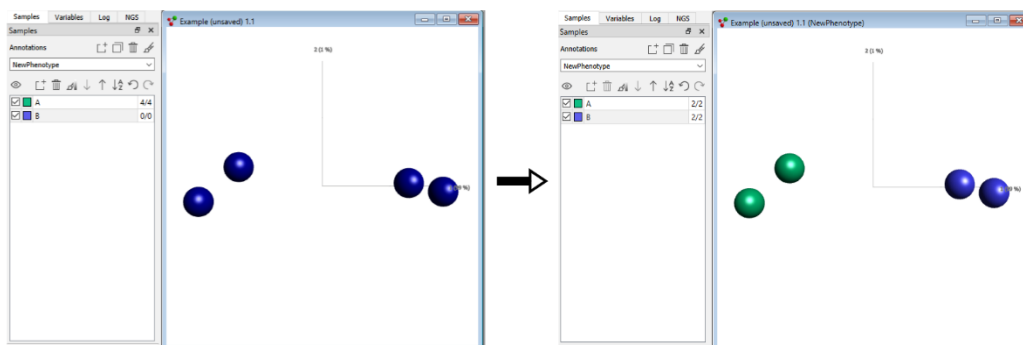 Samples Variables Log NGS
Samples
Annotations
NewPhenotype
A 4/4
B 0/0
Example (unsaved) 1.1
2 (1 %)
Samples Variables Log NGS
Samples
Annotations
NewPhenotype
A 2/2
B 2/2
Example (unsaved) 1.1 (NewPhenotype)
2 (1 %)